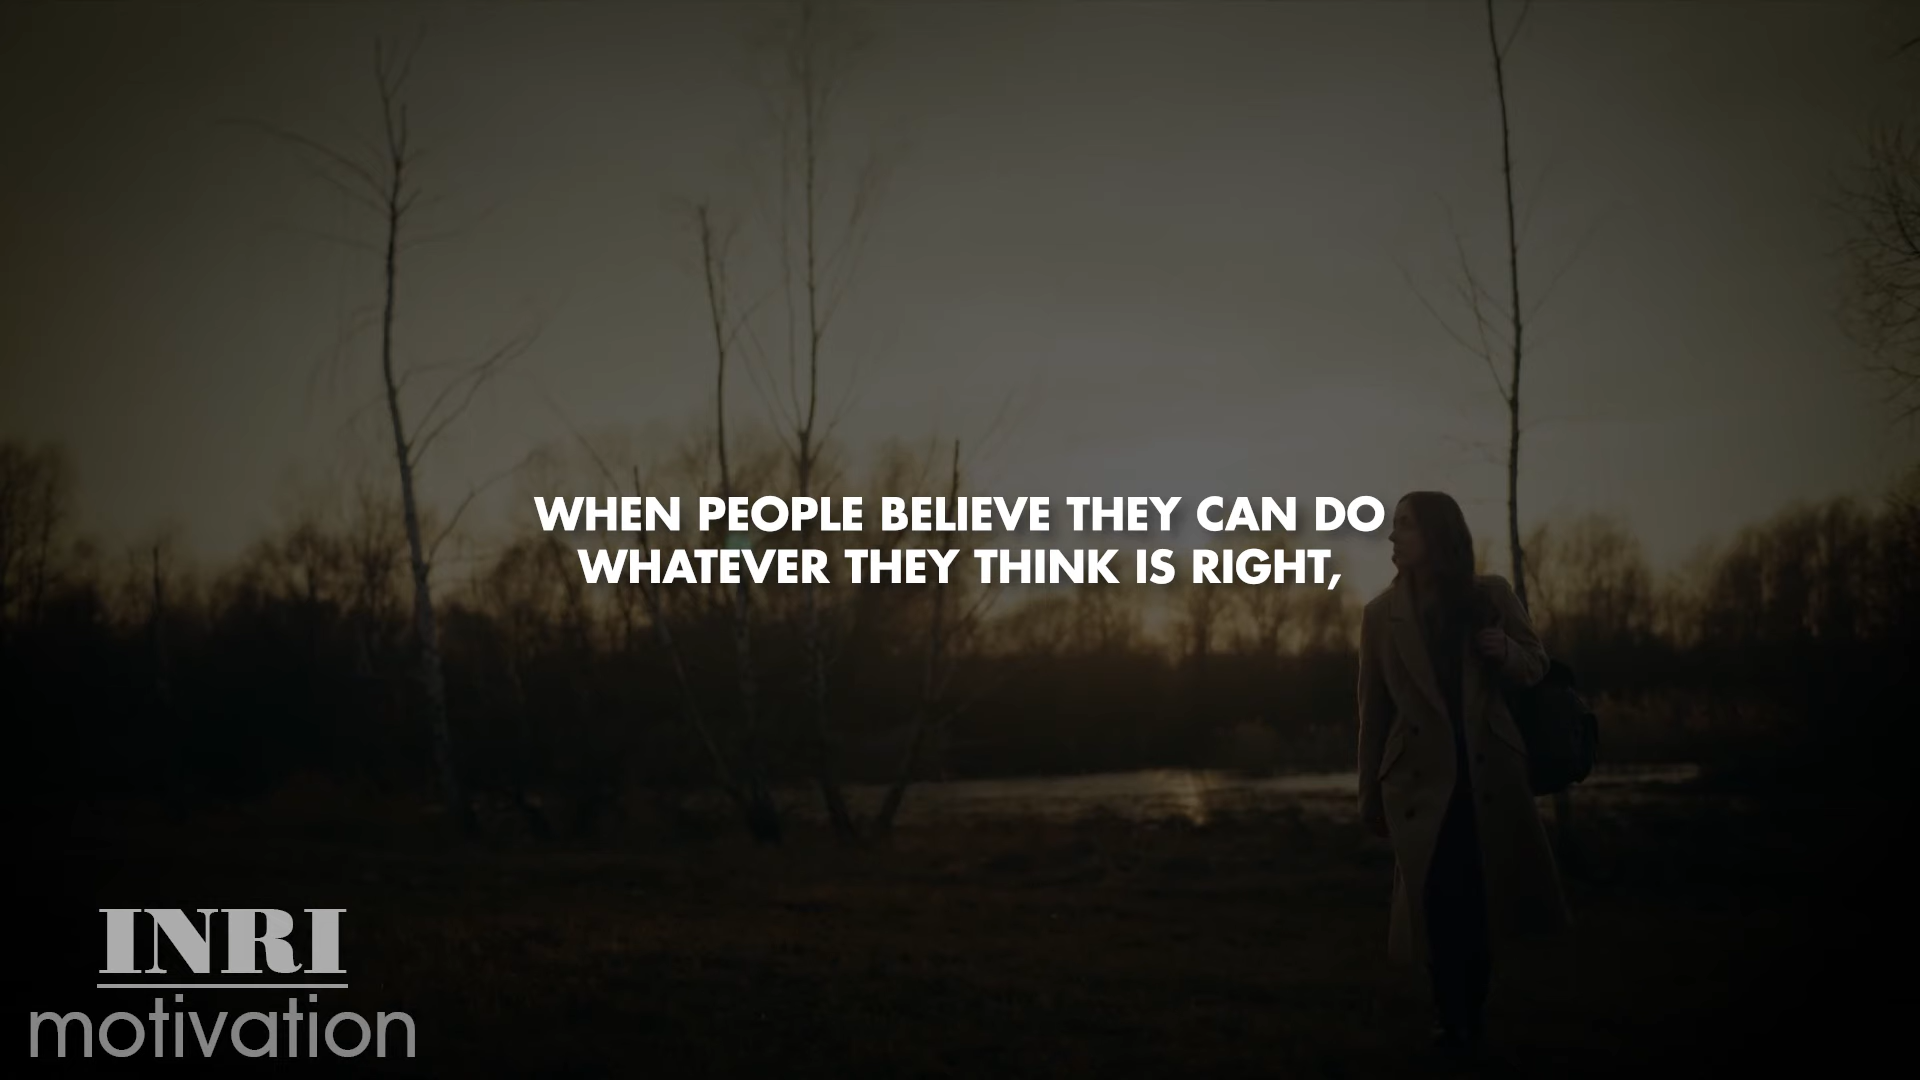 WHEN PEOPLE BELIEVE THEY CAN DO
WHATEVER THEY THINK IS RIGHT,
INRI
motivation